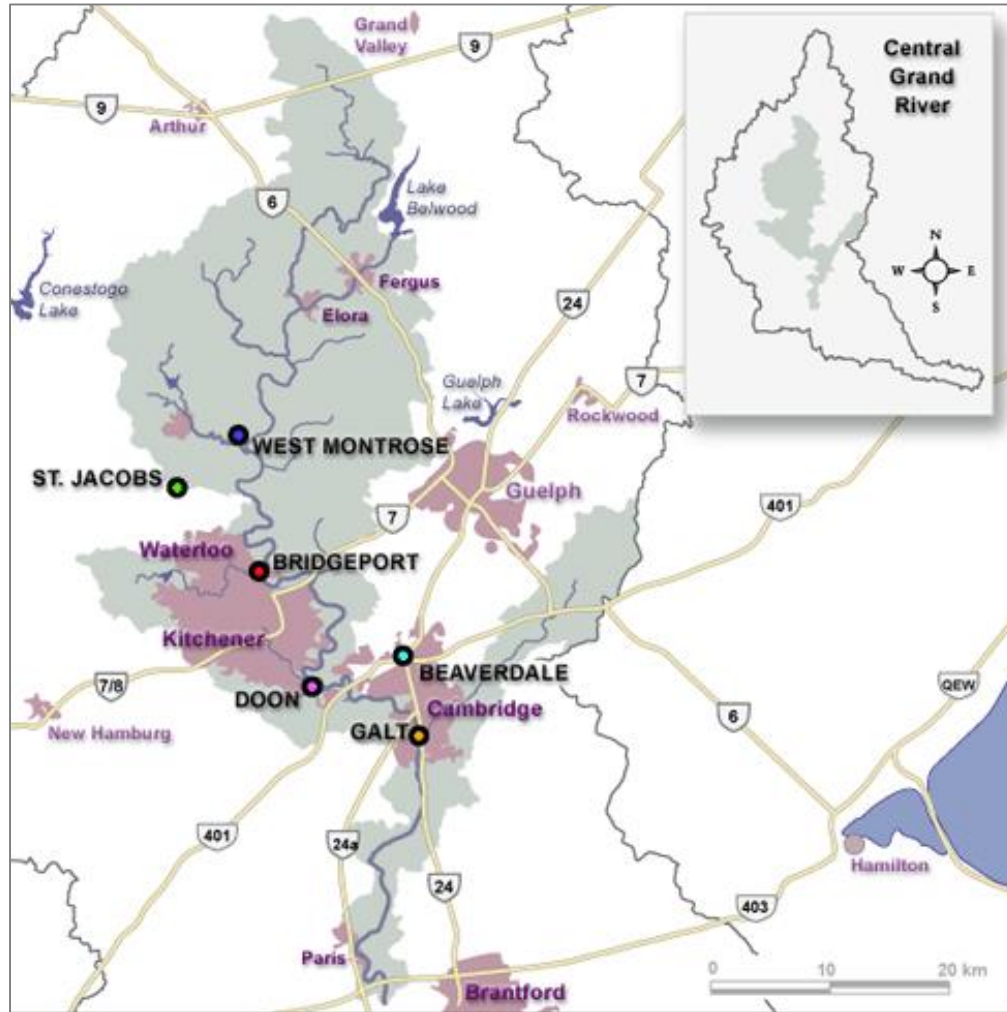 Grand
Valley
9
9
Arthur
6
Lake
Belwood
Conestogo
Lake
Fergus
Elora
24
7
Guelph
Lake
Rockwood
WEST MONTROSE
ST. JACOBS
Guelph
401
7
Waterloo
BRIDGEPORT
Kitchener
BEAVERDALE
7/8
DOON
Cambridge
QEW
New Hamburg
GALT
6
401
24a
24
Hamilton
403
Paris
Brantford
0 10 20 km
Central
Grand
River
N
W E
S